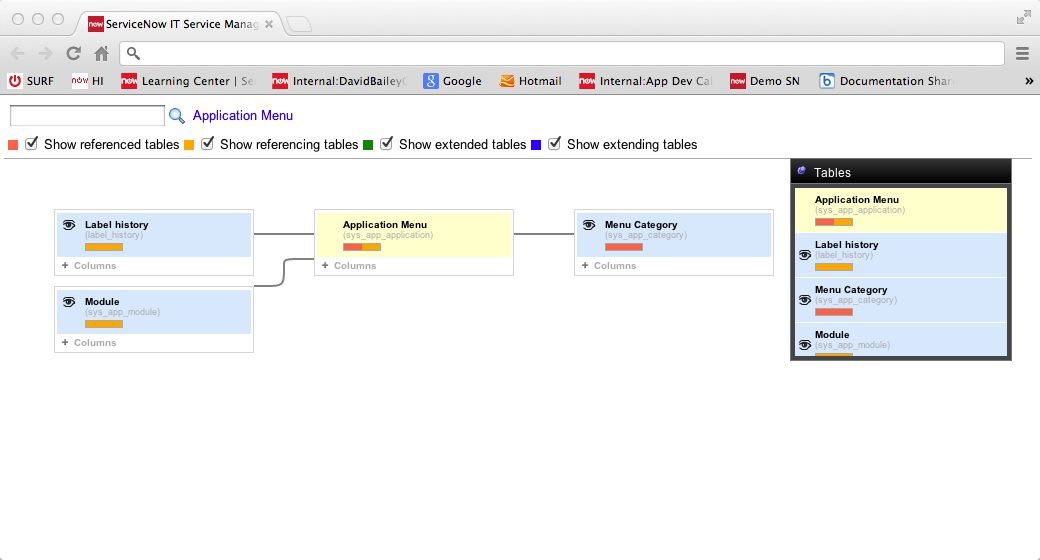 now ServiceNow IT Service Manag
SURF
now HI
now Learning Center | Se
now Internal:DavidBailey
8 Google
Hotmail
now Internal:App Dev Cal
now Demo SN
b Documentation Shar
»
Application Menu
Show referenced tables
Show referencing tables
Show extended tables
Show extending tables
Label history
(label_history)
+ Columns
Module
(sys_app_module)
+ Columns
Application Menu
(sys_app_application)
+ Columns
Menu Category
(sys_app_category)
+ Columns
Tables
Application Menu
(sys_app_application)
Label history
(label_history)
Menu Category
(sys_app_category)
Module
(sys_app_module)